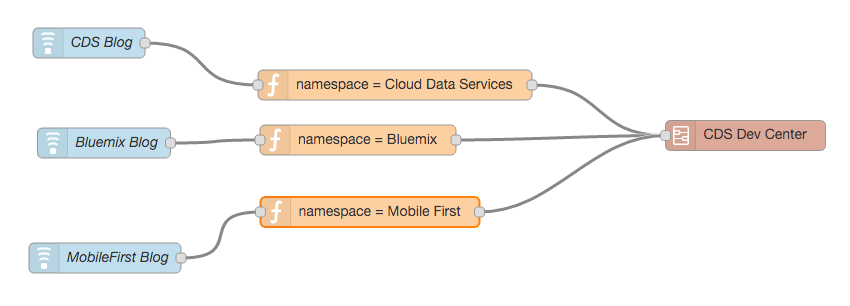 CDS Blog
namespace = Cloud Data Services
Bluemix Blog
namespace = Bluemix
CDS Dev Center
namespace = Mobile First
MobileFirst Blog